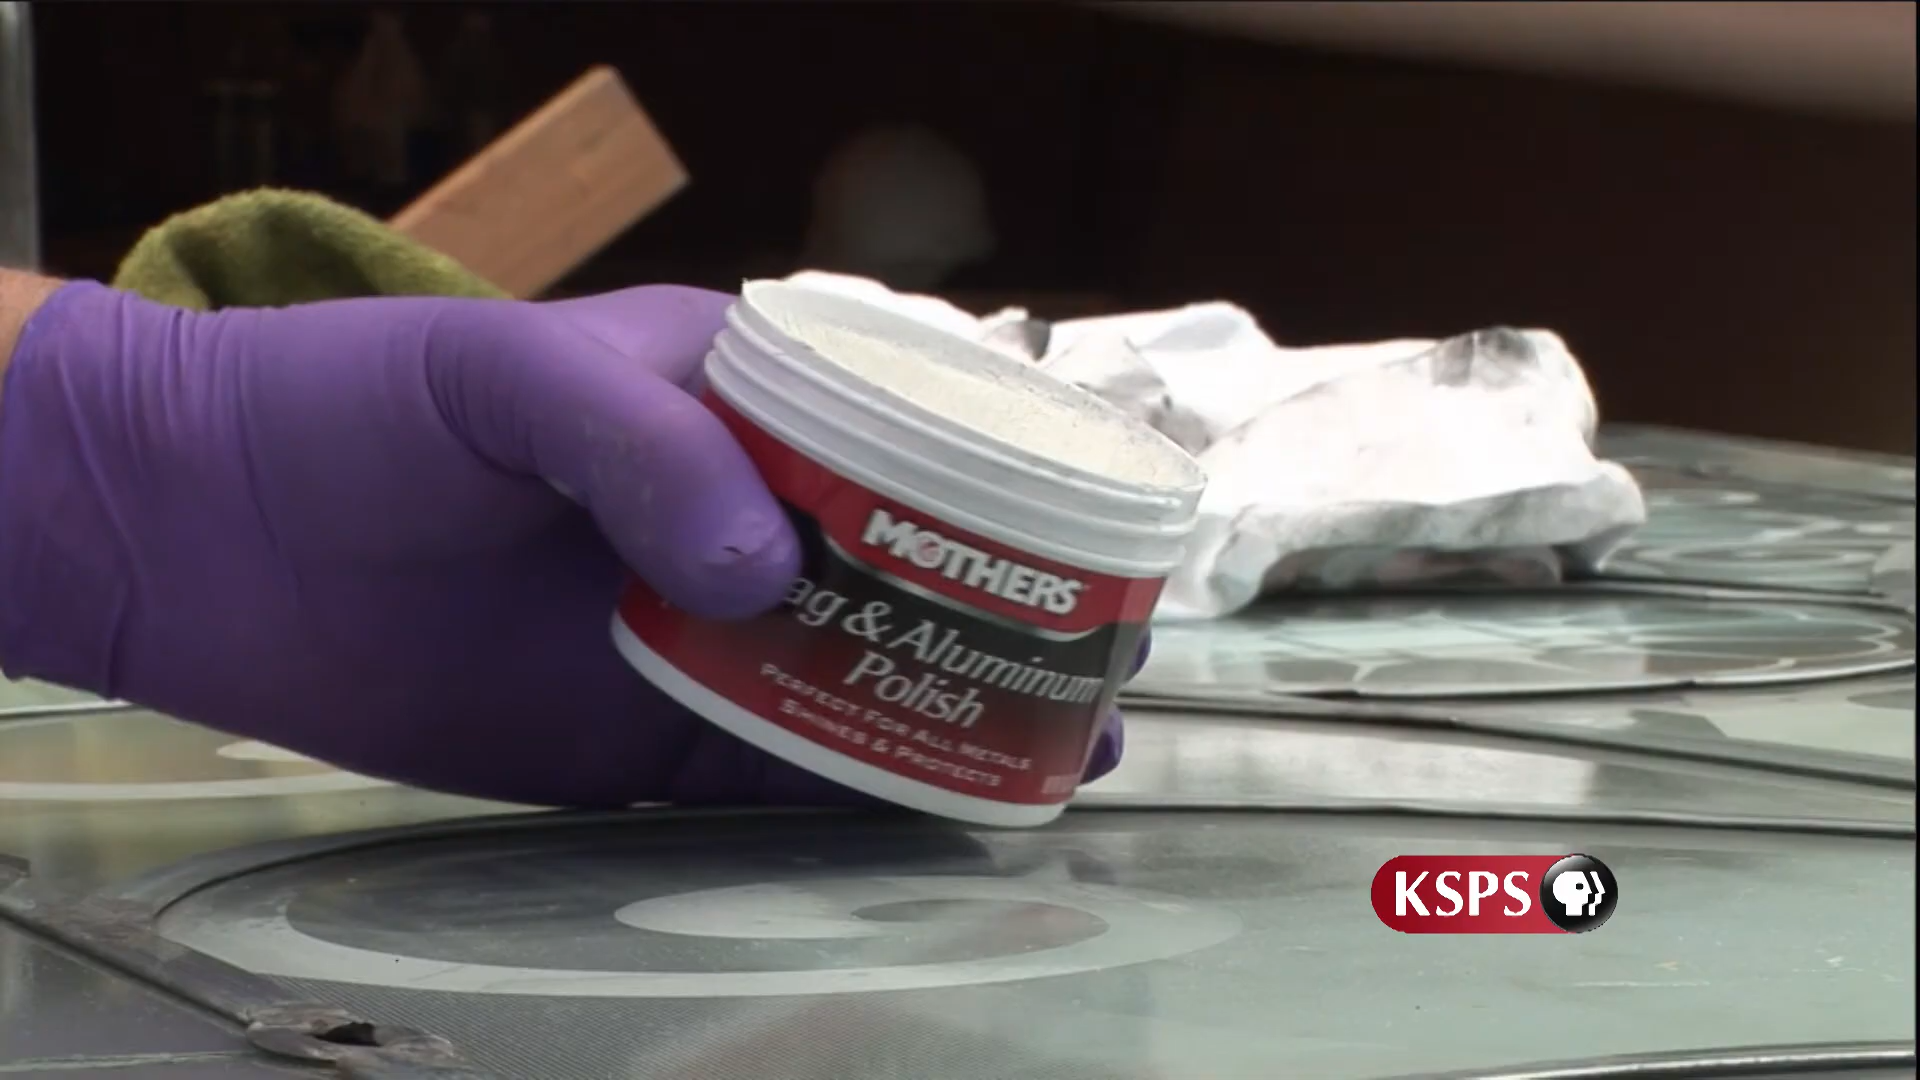 MOTHERS
ag & Aluminum
Polish
PERFECT FOR ALL METALS
SHINES & PROTECTS
KSPS